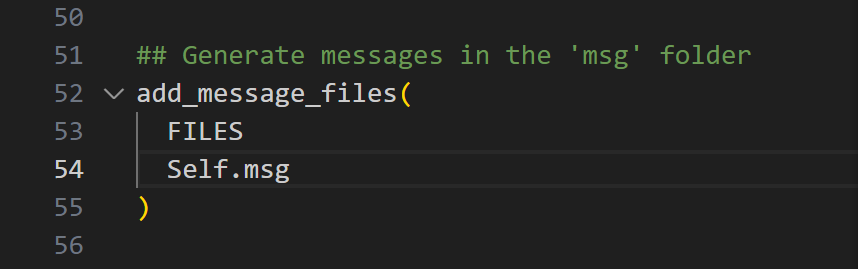 50
51 ## Generate messages in the 'msg' folder
52 add_message_files(
53 FILES
54 Self.msg
55 )
56